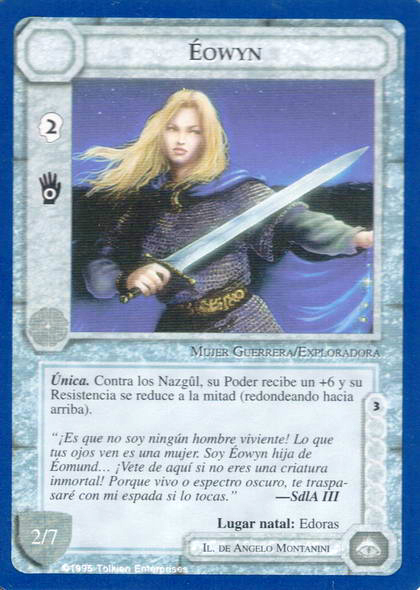 ÉOWYN
2
MUJER GUERRERA/EXPLORADORA
Única. Contra los Nazgûl, su Poder recibe un +6 y su
Resistencia se reduce a la mitad (redondeando hacia
arriba).
3
“¡Es que no soy ningún hombre viviente! Lo que
tus ojos ven es una mujer. Soy Éowyn hija de
Éomund… ¡Vete de aquí si no eres una criatura
inmortal! Porque vivo o espectro oscuro, te traspa-
saré con mi espada si lo tocas.” —SdlA III
Lugar natal: Edoras
2/7
IL. DE ANGELO MONTANINI
©1995 Tolkien Enterprises